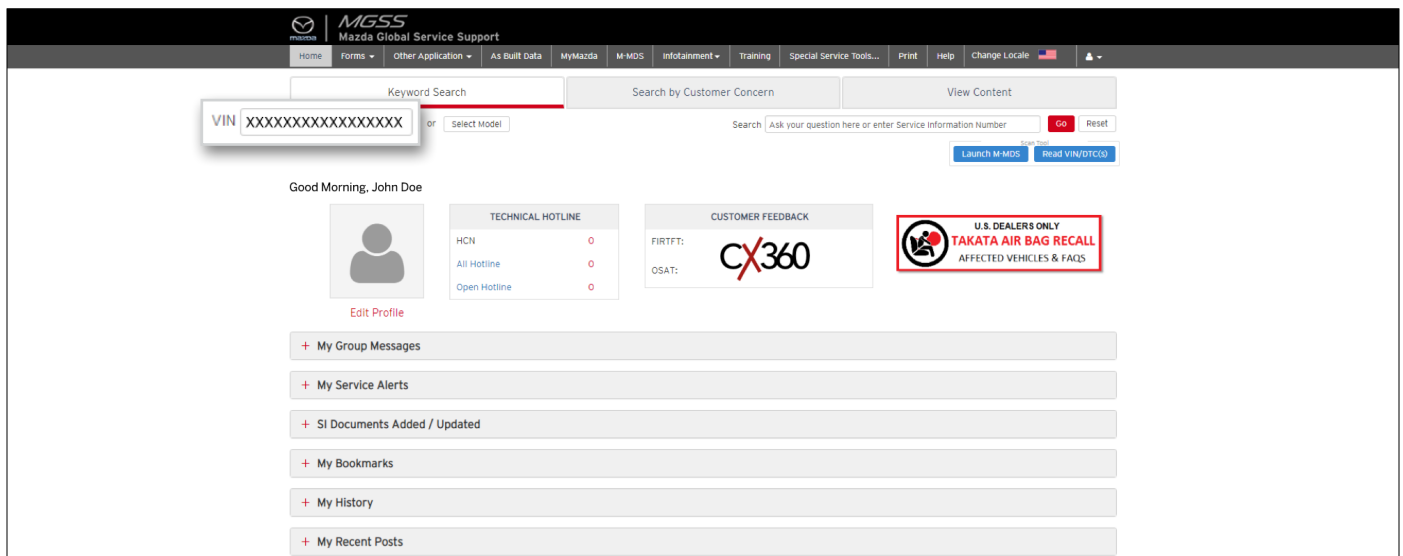 mazda
MGSS
Mazda Global Service Support
Home Forms Other Application As Built Data MyMazda M-MDS Infotainment Training Special Service Tools... Print Help Change Locale
Keyword Search Search by Customer Concern View Content
VIN XXXXXXXXXXXXXXXXX or Select Model Search Ask your question here or enter Service Information Number Go Reset
Scan Tool
Launch M-MDS Read VIN/DTC(s)
Good Morning, John Doe
TECHNICAL HOTLINE
HCN 0
All Hotline 0
Open Hotline 0
CUSTOMER FEEDBACK
FIRTFT:
OSAT:
CX360
U.S. DEALERS ONLY
TAKATA AIR BAG RECALL
AFFECTED VEHICLES & FAQS
Edit Profile
+ My Group Messages
+ My Service Alerts
+ SI Documents Added / Updated
+ My Bookmarks
+ My History
+ My Recent Posts